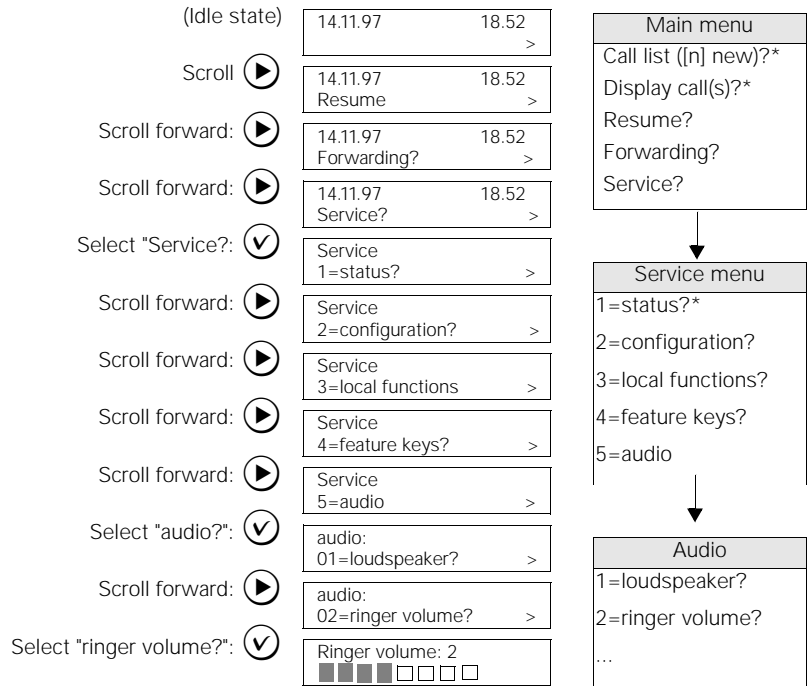 (Idle state)
14.11.97 18.52
>
Scroll
14.11.97 18.52
Resume >
Scroll forward:
14.11.97 18.52
Forwarding? >
Scroll forward:
14.11.97 18.52
Service? >
Select "Service?:
Service
1=status? >
Scroll forward:
Service
2=configuration? >
Scroll forward:
Service
3=local functions >
Scroll forward:
Service
4=feature keys? >
Scroll forward:
Service
5=audio >
Select "audio?":
audio:
01=loudspeaker? >
Scroll forward:
audio:
02=ringer volume? >
Select "ringer volume?":
Ringer volume: 2
Main menu
Call list ([n] new)?*
Display call(s)?*
Resume?
Forwarding?
Service?
Service menu
1=status?*
2=configuration?
3=local functions?
4=feature keys?
5=audio
Audio
1=loudspeaker?
2=ringer volume?
...